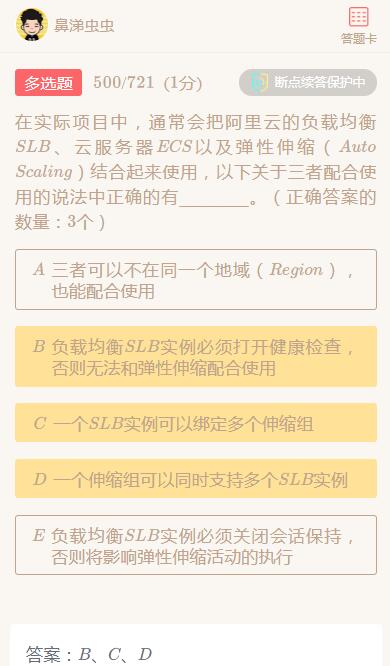 鼻涕虫虫
答题卡
多选题 500/721 (1分) 断点续答保护中
在实际项目中，通常会把阿里云的负载均衡
SLB、云服务器ECS以及弹性伸缩（Auto
Scaling）结合起来使用，以下关于三者配合使
用的说法中正确的有_______。（正确答案的
数量：3个）
A 三者可以不在同一个地域（Region），
也能配合使用
B 负载均衡SLB实例必须打开健康检查，
否则无法和弹性伸缩配合使用
C 一个SLB实例可以绑定多个伸缩组
D 一个伸缩组可以同时支持多个SLB实例
E 负载均衡SLB实例必须关闭会话保持，
否则将影响弹性伸缩活动的执行
答案：B、C、D